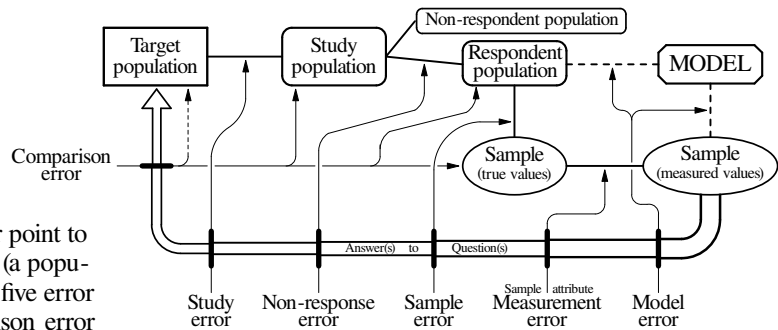 Non-respondent population
Target
population
Study
population
Respondent
population
MODEL
Comparison
error
Sample
(true values)
Sample
(measured values)
r point to
(a popu-
five error
son error
Answer(s) to Question(s)
Study
error
Non-response
error
Sample
error
Sample attribute
Measurement
error
Model
error